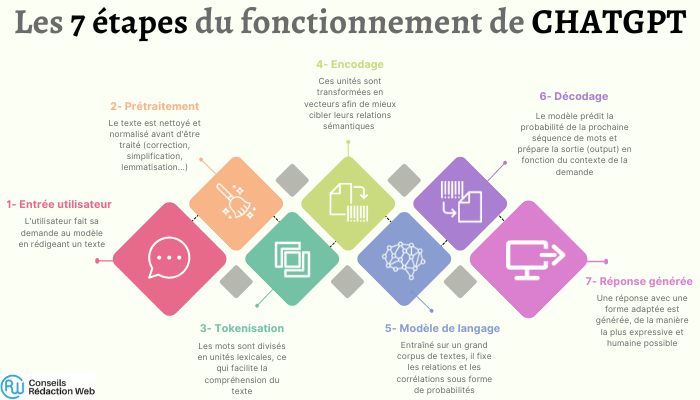 Les 7 étapes du fonctionnement de CHATGPT
1- Entrée utilisateur
L'utilisateur fait sa
demande au modèle
en rédigeant un texte
2- Prétraitement
Le texte est nettoyé et
normalisé avant d'être
traité (correction,
simplification,
lemmatisation...)
3- Tokenisation
Les mots sont divisés
en unités lexicales, ce
qui facilite la
compréhension du
texte
4- Encodage
Ces unités sont
transformées en
vecteurs afin de mieux
cibler leurs relations
sémantiques
5- Modèle de langage
Entraîné sur un grand
corpus de textes, il fixe
les relations et les
corrélations sous forme
de probabilités
6- Décodage
Le modèle prédit la
probabilité de la prochaine
séquence de mots et
prépare la sortie (output) en
fonction du contexte de la
demande
7- Réponse générée
Une réponse avec une
forme adaptée est
générée, de la manière
la plus expressive et
humaine possible
RW
Conseils
Rédaction Web